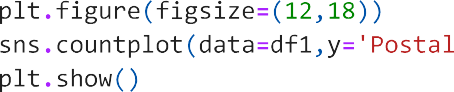 plt.figure(figsize=(12,18))
sns.countplot(data=df1,y='Postal
plt.show()